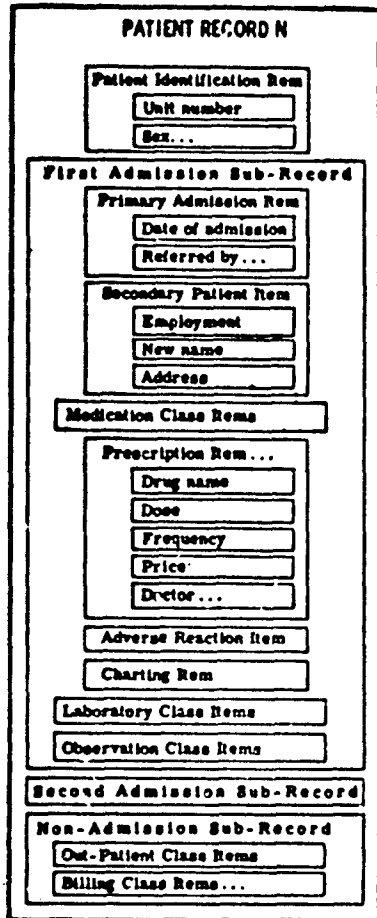 PATIENT RECORD N
Patient Identification Item
Unit number
Sex...
First Admission Sub-Record
Primary Admission Item
Date of admission
Referred by...
Secondary Patient Item
Employment
New name
Address
Medication Class Items
Prescription Item...
Drug name
Dose
Frequency
Price
Doctor...
Adverse Reaction Item
Charting Item
Laboratory Class Items
Observation Class Items
Second Admission Sub-Record
Non-Admission Sub-Record
Out-Patient Class Items
Billing Class Items...